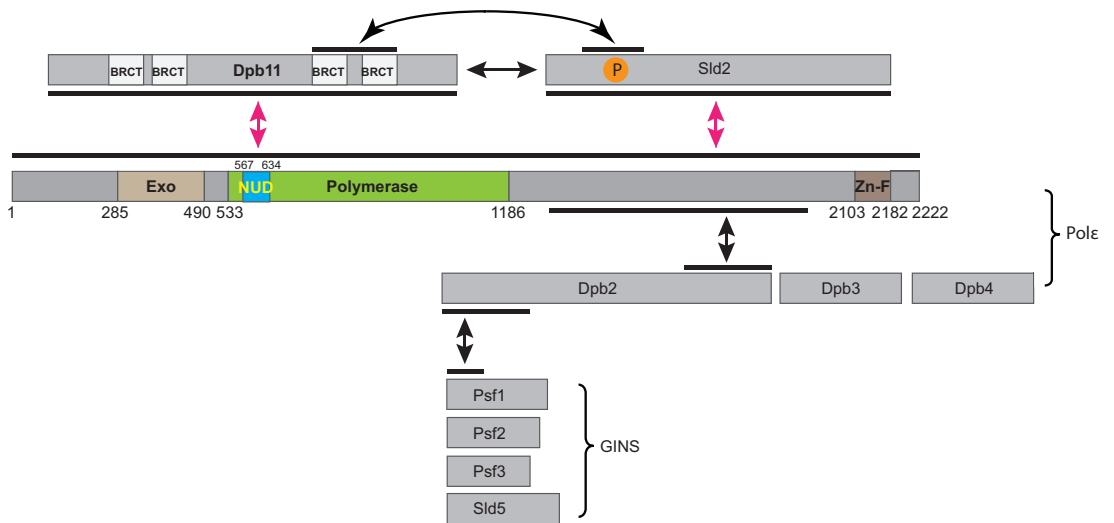 BRCT BRCT Dpb11 BRCT BRCT
P Sld2
567 634
Exo NUD Polymerase Zn-F
1 285 490 533 1186 2103 2182 2222
Polε
Dpb2 Dpb3 Dpb4
Psf1
Psf2
GINS
Psf3
Sld5